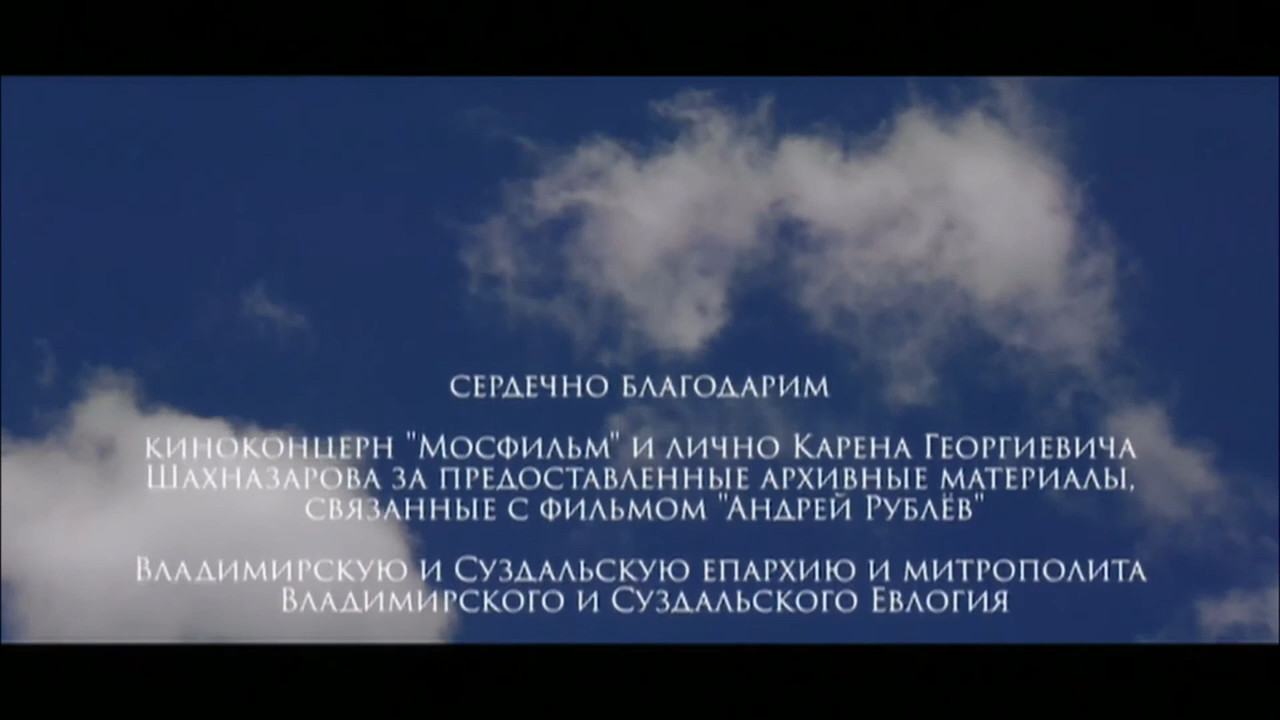 СЕРДЕЧНО БЛАГОДАРИМ
КИНОКОНЦЕРН "МОСФИЛЬМ" И ЛИЧНО КАРЕНА ГЕОРГИЕВИЧА
ШАХНАЗАРОВА ЗА ПРЕДОСТАВЛЕННЫЕ АРХИВНЫЕ МАТЕРИАЛЫ,
СВЯЗАННЫЕ С ФИЛЬМОМ "АНДРЕЙ РУБЛЁВ"
ВЛАДИМИРСКУЮ И СУЗДАЛЬСКУЮ ЕПАРХИЮ И МИТРОПОЛИТА
ВЛАДИМИРСКОГО И СУЗДАЛЬСКОГО ЕВЛОГИЯ